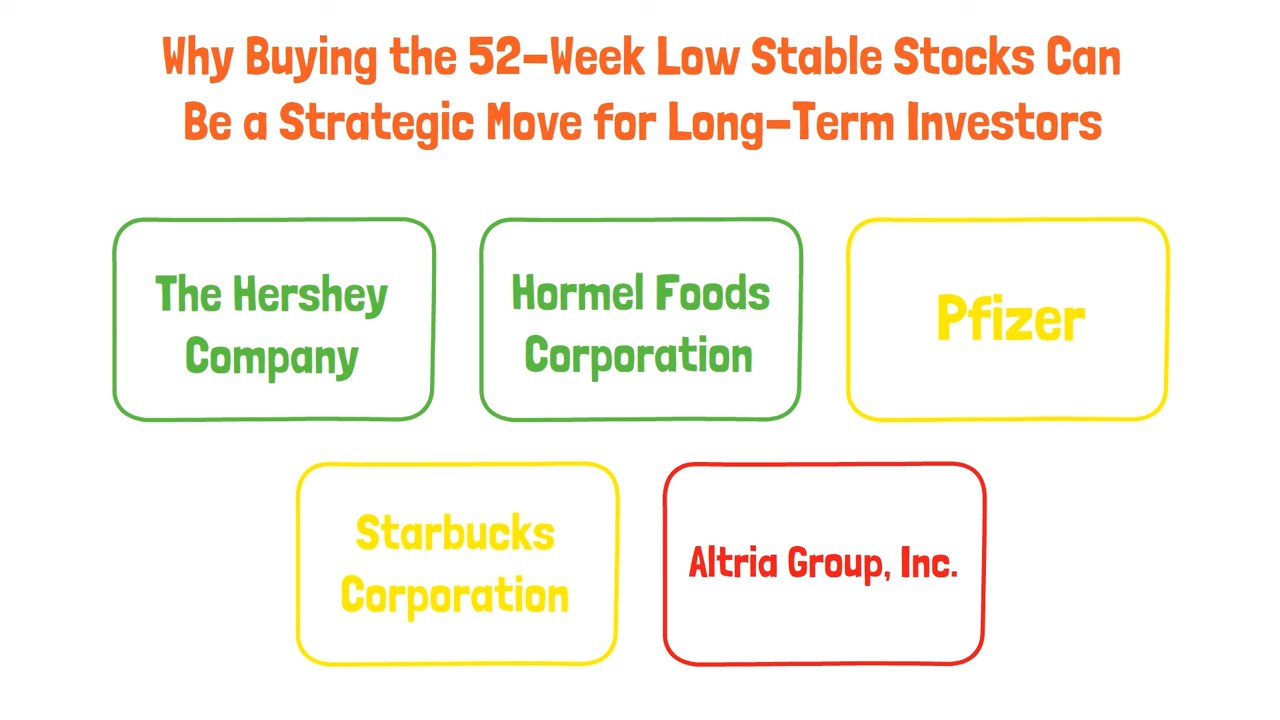 Why Buying the 52-Week Low Stable Stocks Can
Be a Strategic Move for Long-Term Investors
The Hershey
Company
Hormel Foods
Corporation
Pfizer
Starbucks
Corporation
Altria Group, Inc.